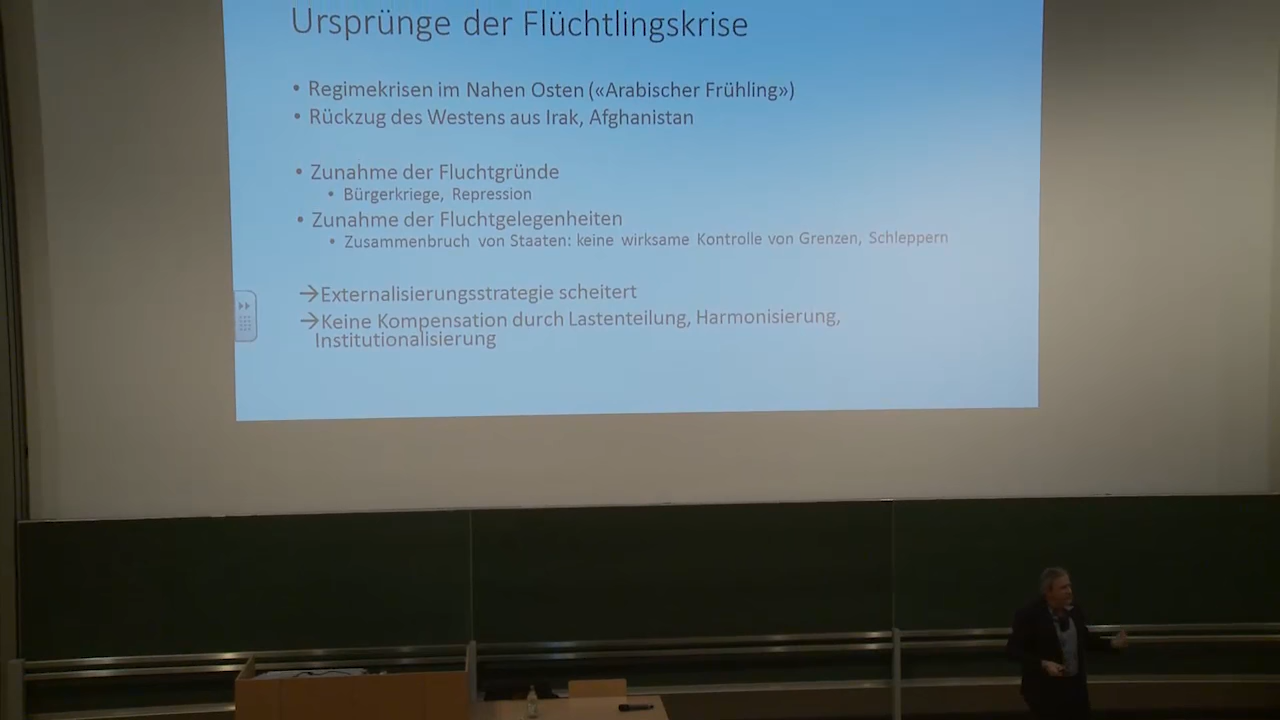 Ursprünge der Flüchtlingskrise
• Regimekrisen im Nahen Osten («Arabischer Frühling»)
• Rückzug des Westens aus Irak, Afghanistan
• Zunahme der Fluchtgründe
• Bürgerkriege, Repression
• Zunahme der Fluchtgelegenheiten
• Zusammenbruch von Staaten: keine wirksame Kontrolle von Grenzen, Schleppern
→Externalisierungsstrategie scheitert
→Keine Kompensation durch Lastenteilung, Harmonisierung,
Institutionalisierung